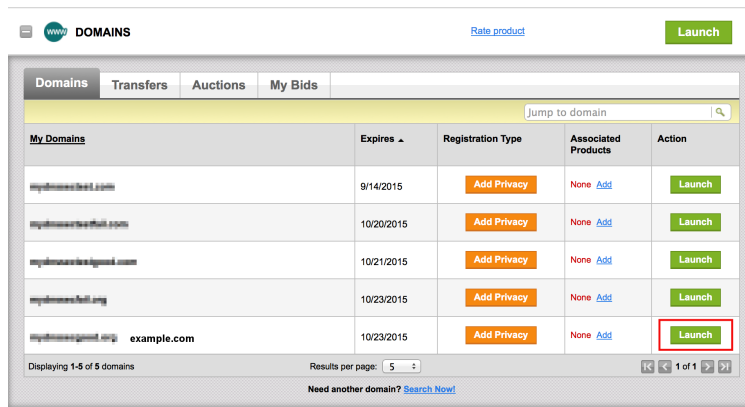 www DOMAINS Rate product Launch
Domains Transfers Auctions My Bids
Jump to domain
My Domains Expires Registration Type Associated Products Action
9/14/2015 Add Privacy None Add Launch
10/20/2015 Add Privacy None Add Launch
10/21/2015 Add Privacy None Add Launch
10/23/2015 Add Privacy None Add Launch
example.com 10/23/2015 Add Privacy None Add Launch
Displaying 1-5 of 5 domains Results per page: 5 1 of 1
Need another domain? Search Now!